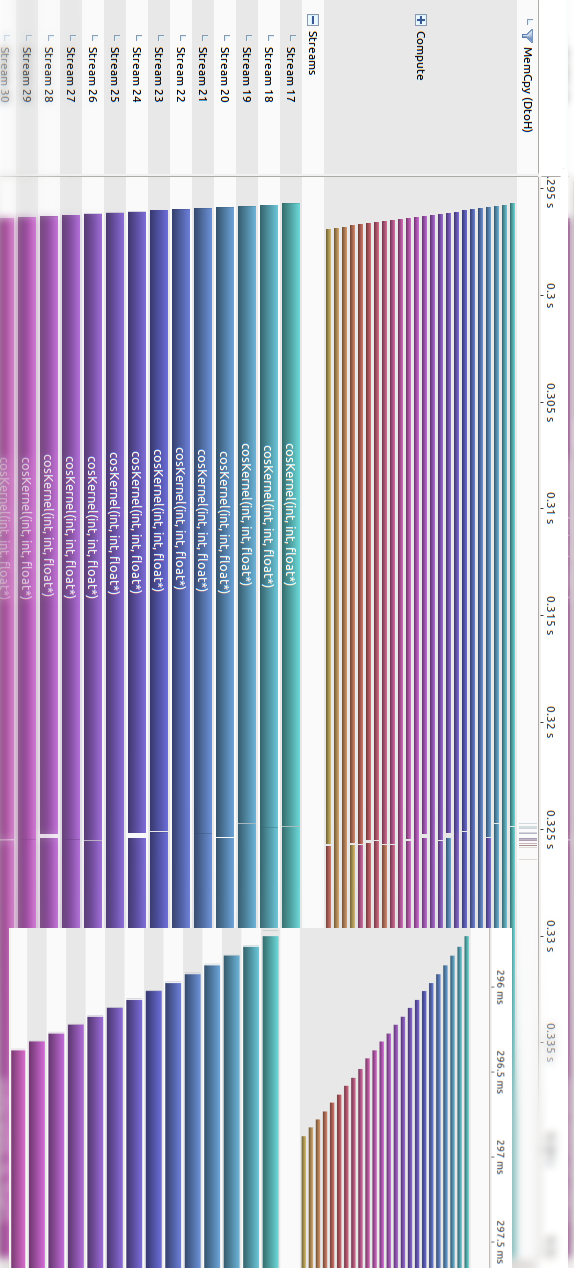 MemCpy (DtoH)
Compute
Streams
Stream 17
Stream 18
Stream 19
Stream 20
Stream 21
Stream 22
Stream 23
Stream 24
Stream 25
Stream 26
Stream 27
Stream 28
Stream 29
Stream 30
.295 s
0.3 s
0.305 s
0.31 s
0.315 s
0.32 s
0.325 s
0.33 s
0.335 s
cosKernel(int, int, float*)
cosKernel(int, int, float*)
cosKernel(int, int, float*)
cosKernel(int, int, float*)
cosKernel(int, int, float*)
cosKernel(int, int, float*)
cosKernel(int, int, float*)
cosKernel(int, int, float*)
cosKernel(int, int, float*)
cosKernel(int, int, float*)
cosKernel(int, int, float*)
cosKernel(int, int, float*)
cosKernel(int, int, float*)
cosKernel(int, int, float*)
296 ms
296.5 ms
297 ms
297.5 ms